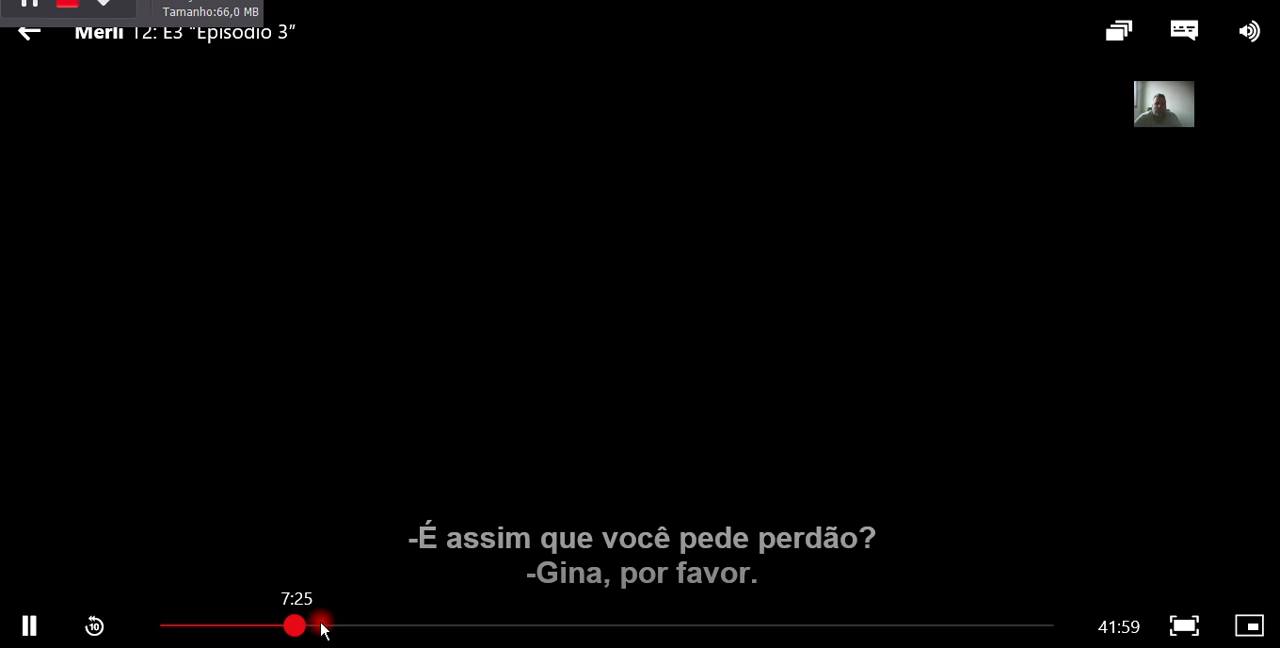 Tamanho:66,0 MB
Merlí T2: E3 "Episódio 3"
-É assim que você pede perdão?
-Gina, por favor.
7:25
10
41:59